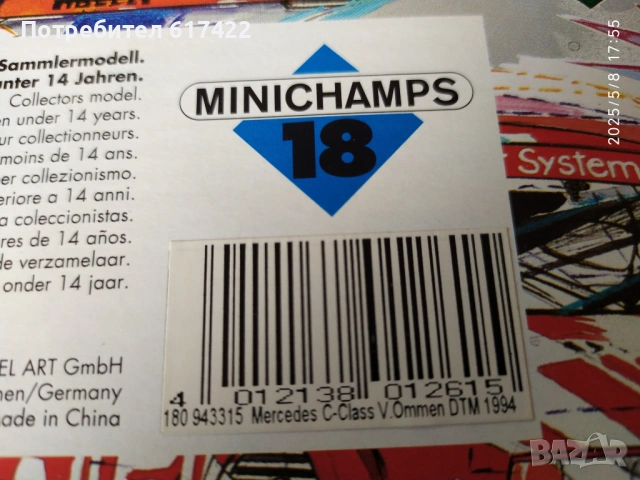 Потребител 617422
Sammlermodell.
unter 14 Jahren.
Collectors model.
en under 14 years.
ur collectionneurs.
moins de 14 ans.
er collezionismo.
eriore a 14 anni.
a coleccionistas.
res de 14 años.
de verzamelaar.
onder 14 jaar.
EL ART GmbH
hen/Germany
ade in China
MINICHAMPS
18
System
4 012138 012615
180 943315 Mercedes C-Class V.Ommen DTM 1994
2025/5/8 17:55
BAZAR